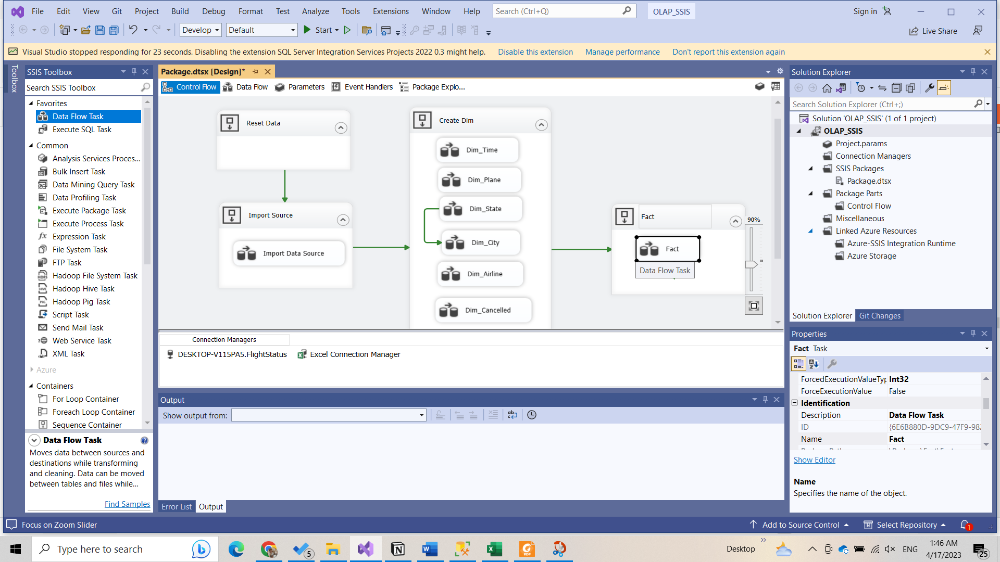 File Edit View Git Project Build Debug Format Test Analyze Tools Extensions Window Help Search (Ctrl+Q) OLAP_SSIS Sign in
Develop Default Start Live Share
Visual Studio stopped responding for 23 seconds. Disabling the extension SQL Server Integration Services Projects 2022 0.3 might help. Disable this extension Manage performance Don't report this extension again
Toolbox
SSIS Toolbox
Search SSIS Toolbox
Favorites
Data Flow Task
Execute SQL Task
Common
Analysis Services Proces...
Bulk Insert Task
Data Mining Query Task
Data Profiling Task
Execute Package Task
Execute Process Task
Expression Task
File System Task
FTP Task
Hadoop File System Task
Hadoop Hive Task
Hadoop Pig Task
Script Task
Send Mail Task
Web Service Task
XML Task
Azure
Containers
For Loop Container
Foreach Loop Container
Sequence Container
Data Flow Task
Moves data between sources and
destinations while transforming
and cleaning. Data can be moved
between tables and files while...
Find Samples
Package.dtsx [Design]*
Control Flow Data Flow Parameters Event Handlers Package Explo...
Reset Data
Import Source
Import Data Source
Create Dim
Dim_Time
Dim_Plane
Dim_State
Dim_City
Dim_Airline
Dim_Cancelled
Fact
Fact
Data Flow Task
90%
Connection Managers
DESKTOP-V115PA5.FlightStatus Excel Connection Manager
Output
Show output from:
Error List Output
Solution Explorer
Search Solution Explorer (Ctrl+;)
Solution 'OLAP_SSIS' (1 of 1 project)
OLAP_SSIS
Project.params
Connection Managers
SSIS Packages
Package.dtsx
Package Parts
Control Flow
Miscellaneous
Linked Azure Resources
Azure-SSIS Integration Runtime
Azure Storage
Solution Explorer Git Changes
Properties
Fact Task
ForcedExecutionValueTyp Int32
ForceExecutionValue False
Identification
Description Data Flow Task
ID {6E6B880D-9DC9-47F9-982
Name Fact
Show Editor
Name
Specifies the name of the object.
Focus on Zoom Slider Add to Source Control Select Repository 1
Type here to search 5 Desktop ENG 1:46 AM
4/17/2023 25